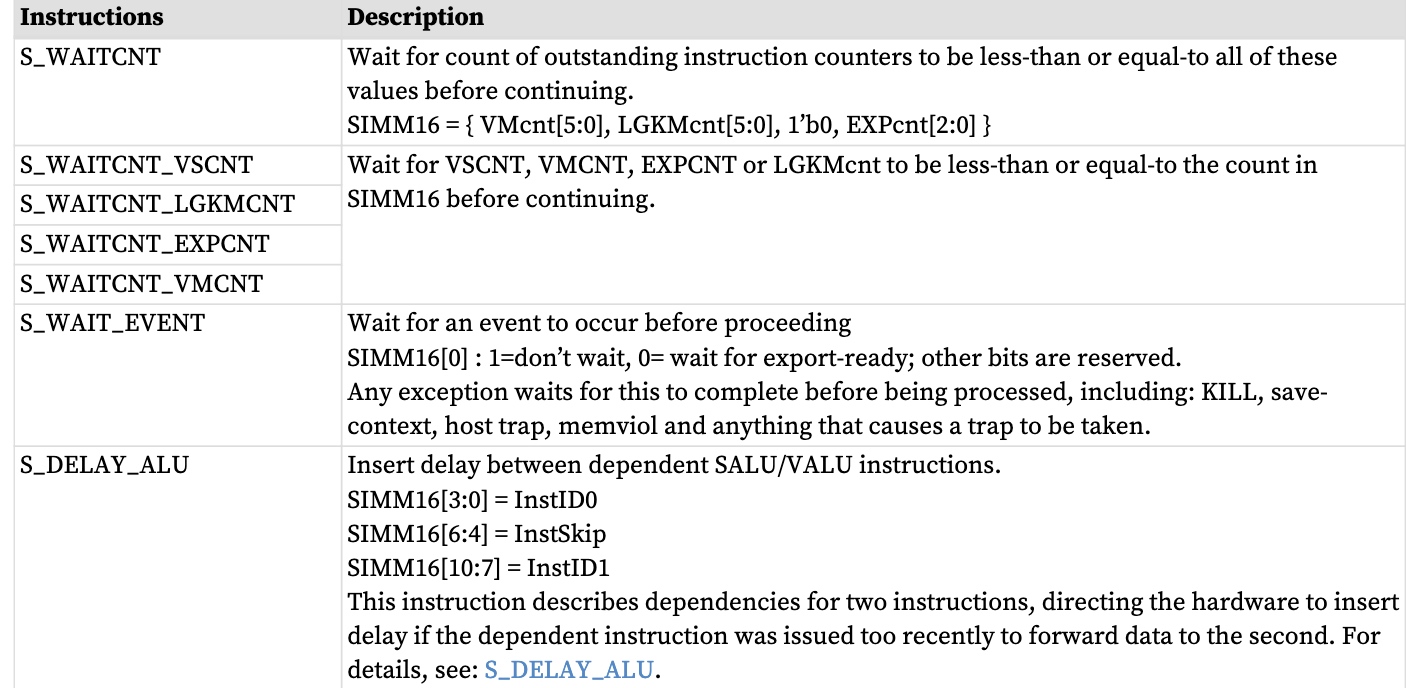 Instructions Description
S_WAITCNT Wait for count of outstanding instruction counters to be less-than or equal-to all of these
values before continuing.
SIMM16 = { VMcnt[5:0], LGKMcnt[5:0], 1’b0, EXPcnt[2:0] }
S_WAITCNT_VSCNT Wait for VSCNT, VMCNT, EXPCNT or LGKMcnt to be less-than or equal-to the count in
S_WAITCNT_LGKMCNT SIMM16 before continuing.
S_WAITCNT_EXPCNT
S_WAITCNT_VMCNT
S_WAIT_EVENT Wait for an event to occur before proceeding
SIMM16[0] : 1=don’t wait, 0= wait for export-ready; other bits are reserved.
Any exception waits for this to complete before being processed, including: KILL, save-
context, host trap, memviol and anything that causes a trap to be taken.
S_DELAY_ALU Insert delay between dependent SALU/VALU instructions.
SIMM16[3:0] = InstID0
SIMM16[6:4] = InstSkip
SIMM16[10:7] = InstID1
This instruction describes dependencies for two instructions, directing the hardware to insert
delay if the dependent instruction was issued too recently to forward data to the second. For
details, see: S_DELAY_ALU.